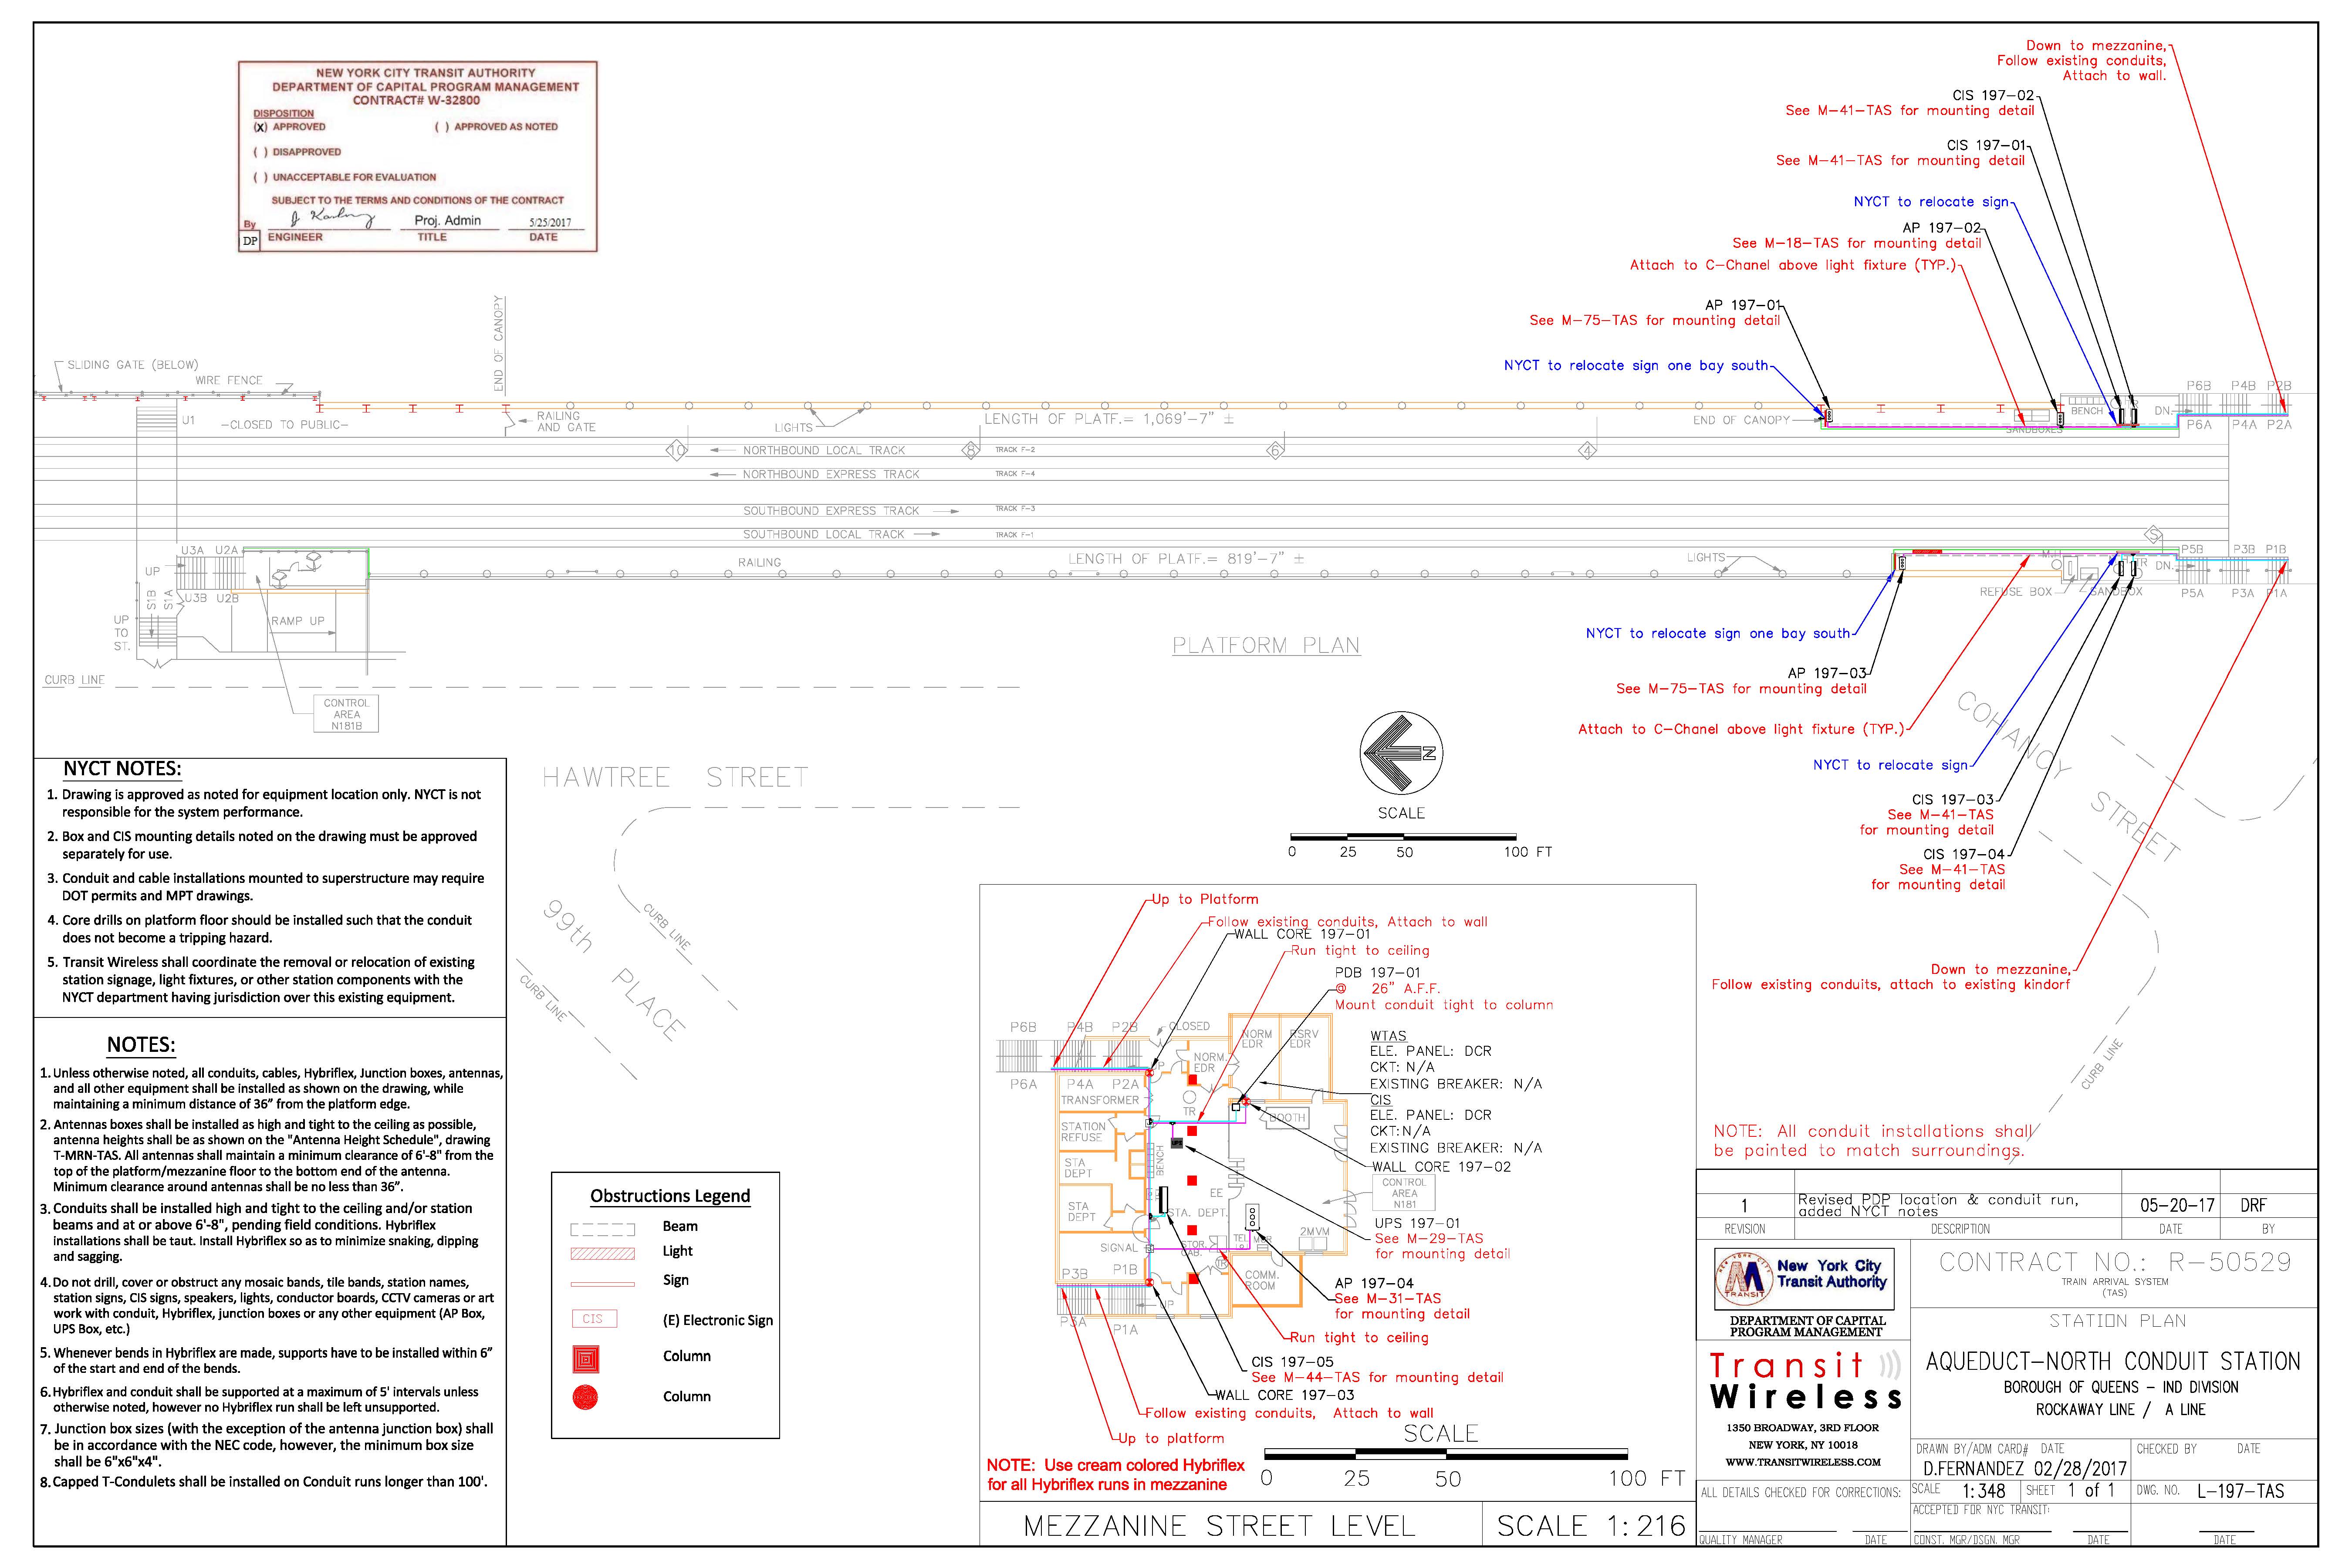 NEW YORK CITY TRANSIT AUTHORITY
DEPARTMENT OF CAPITAL PROGRAM MANAGEMENT
CONTRACT# W-32800
DISPOSITION
(X) APPROVED
( ) APPROVED AS NOTED
( ) DISAPPROVED
( ) UNACCEPTABLE FOR EVALUATION
SUBJECT TO THE TERMS AND CONDITIONS OF THE CONTRACT
By
Proj. Admin
5/25/2017
DP
ENGINEER
TITLE
DATE
Down to mezzanine,
Follow existing conduits,
Attach to wall.
CIS 197-02
See M-41-TAS for mounting detail
CIS 197-01
See M-41-TAS for mounting detail
NYCT to relocate sign
AP 197-02
See M-18-TAS for mounting detail
Attach to C-Chanel above light fixture (TYP.)
AP 197-01
See M-75-TAS for mounting detail
NYCT to relocate sign one bay south
SLIDING GATE (BELOW)
WIRE FENCE
END OF CANOPY
U1
-CLOSED TO PUBLIC-
RAILING
AND GATE
LIGHTS
LENGTH OF PLATF.= 1,069'-7" ±
END OF CANOPY
SANDBOXES
BENCH
DN.
P6B P4B P2B
P6A P4A P2A
10
8
6
4
NORTHBOUND LOCAL TRACK
TRACK F-2
NORTHBOUND EXPRESS TRACK
TRACK F-4
SOUTHBOUND EXPRESS TRACK
TRACK F-3
SOUTHBOUND LOCAL TRACK
TRACK F-1
S
U3A U2A
UP
U3B U2B
S1B
S1A
UP
TO
ST.
RAMP UP
RAILING
LENGTH OF PLATF.= 819'-7" ±
LIGHTS
REFUSE BOX
SANDBOX
DN.
P5B P3B P1B
P5A P3A P1A
CURB LINE
CONTROL
AREA
N181B
PLATFORM PLAN
NYCT to relocate sign one bay south
AP 197-03
See M-75-TAS for mounting detail
Attach to C-Chanel above light fixture (TYP.)
NYCT to relocate sign
CIS 197-03
See M-41-TAS
for mounting detail
CIS 197-04
See M-41-TAS
for mounting detail
Down to mezzanine,
Follow existing conduits, attach to existing kindorf
COHANCY STREET
CURB LINE
N
SCALE
0 25 50 100 FT
HAWTREE STREET
99th PLACE
CURB LINE
CURB LINE
NYCT NOTES:
1. Drawing is approved as noted for equipment location only. NYCT is not
responsible for the system performance.
2. Box and CIS mounting details noted on the drawing must be approved
separately for use.
3. Conduit and cable installations mounted to superstructure may require
DOT permits and MPT drawings.
4. Core drills on platform floor should be installed such that the conduit
does not become a tripping hazard.
5. Transit Wireless shall coordinate the removal or relocation of existing
station signage, light fixtures, or other station components with the
NYCT department having jurisdiction over this existing equipment.
NOTES:
1. Unless otherwise noted, all conduits, cables, Hybriflex, Junction boxes, antennas,
and all other equipment shall be installed as shown on the drawing, while
maintaining a minimum distance of 36" from the platform edge.
2. Antennas boxes shall be installed as high and tight to the ceiling as possible,
antenna heights shall be as shown on the "Antenna Height Schedule", drawing
T-MRN-TAS. All antennas shall maintain a minimum clearance of 6'-8" from the
top of the platform/mezzanine floor to the bottom end of the antenna.
Minimum clearance around antennas shall be no less than 36".
3. Conduits shall be installed high and tight to the ceiling and/or station
beams and at or above 6'-8", pending field conditions. Hybriflex
installations shall be taut. Install Hybriflex so as to minimize snaking, dipping
and sagging.
4. Do not drill, cover or obstruct any mosaic bands, tile bands, station names,
station signs, CIS signs, speakers, lights, conductor boards, CCTV cameras or art
work with conduit, Hybriflex, junction boxes or any other equipment (AP Box,
UPS Box, etc.)
5. Whenever bends in Hybriflex are made, supports have to be installed within 6"
of the start and end of the bends.
6. Hybriflex and conduit shall be supported at a maximum of 5' intervals unless
otherwise noted, however no Hybriflex run shall be left unsupported.
7. Junction box sizes (with the exception of the antenna junction box) shall
be in accordance with the NEC code, however, the minimum box size
shall be 6"x6"x4".
8. Capped T-Condulets shall be installed on Conduit runs longer than 100'.
Obstructions Legend
Beam
Light
Sign
CIS
(E) Electronic Sign
Column
Column
Up to Platform
Follow existing conduits, Attach to wall
WALL CORE 197-01
Run tight to ceiling
PDB 197-01
@ 26" A.F.F.
Mount conduit tight to column
WTAS
ELE. PANEL: DCR
CKT: N/A
EXISTING BREAKER: N/A
CIS
ELE. PANEL: DCR
CKT: N/A
EXISTING BREAKER: N/A
WALL CORE 197-02
CONTROL
AREA
N181
UPS 197-01
See M-29-TAS
for mounting detail
AP 197-04
See M-31-TAS
for mounting detail
Run tight to ceiling
CIS 197-05
See M-44-TAS for mounting detail
WALL CORE 197-03
Follow existing conduits, Attach to wall
Up to platform
P6B P4B P2B
CLOSED
NORM
EDR
RSRV
EDR
NORM.
EDR
P6A P4A P2A
TRANSFORMER
TR
BOOTH
STATION
REFUSE
STA
DEPT
BENCH
STA
DEPT
EE
STA. DEPT.
SIGNAL
STOR.
CAB.
TEL
2MVM
COMM.
ROOM
P3B P1B
UP
P3A P1A
NOTE: Use cream colored Hybriflex
for all Hybriflex runs in mezzanine
SCALE
0 25 50 100 FT
MEZZANINE STREET LEVEL
SCALE 1:216
NOTE: All conduit installations shall
be painted to match surroundings.
1
Revised PDP location & conduit run,
added NYCT notes
05-20-17
DRF
REVISION
DESCRIPTION
DATE
BY
NEW YORK CITY
TRANSIT
New York City
Transit Authority
DEPARTMENT OF CAPITAL
PROGRAM MANAGEMENT
CONTRACT NO.: R-50529
TRAIN ARRIVAL SYSTEM
(TAS)
STATION PLAN
Transit
Wireless
1350 BROADWAY, 3RD FLOOR
NEW YORK, NY 10018
WWW.TRANSITWIRELESS.COM
AQUEDUCT-NORTH CONDUIT STATION
BOROUGH OF QUEENS - IND DIVISION
ROCKAWAY LINE / A LINE
DRAWN BY/ADM CARD# DATE
D.FERNANDEZ 02/28/2017
CHECKED BY
DATE
ALL DETAILS CHECKED FOR CORRECTIONS:
SCALE 1:348
SHEET 1 of 1
DWG. NO. L-197-TAS
ACCEPTED FOR NYC TRANSIT:
QUALITY MANAGER
DATE
CONST. MGR/DSGN. MGR
DATE
DATE